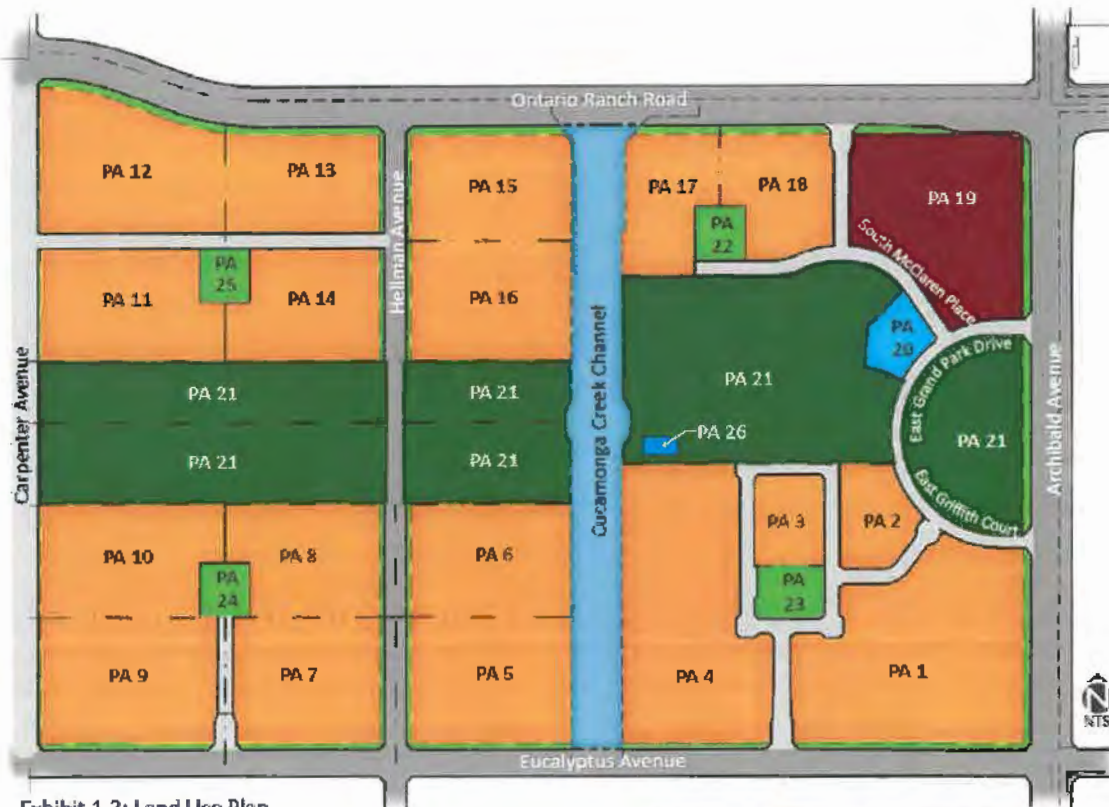 Ontario Ranch Road
PA 12
PA 13
PA 15
PA 17
PA 18
PA 19
PA
22
South McClaren Place
Hellman Avenue
PA
25
PA 11
PA 14
PA 16
PA
20
East Grand Park Drive
Carpenter Avenue
PA 21
PA 21
PA 21
PA 21
PA 21
PA 21
PA 26
Cucamonga Creek Channel
Archibald Avenue
East Griffith Court
PA 10
PA 8
PA 6
PA 3
PA 2
PA
24
PA
23
PA 9
PA 7
PA 5
PA 4
PA 1
N
NTS
Eucalyptus Avenue
Exhibit 1.2: Land Use Plan